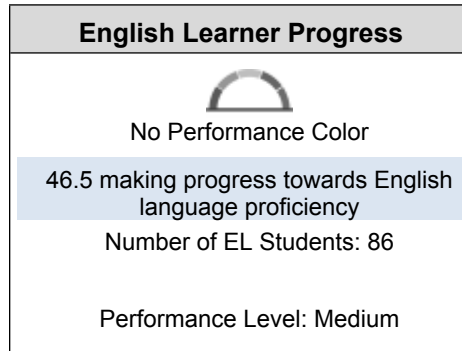 English Learner Progress
No Performance Color
46.5 making progress towards English
language proficiency
Number of EL Students: 86
Performance Level: Medium